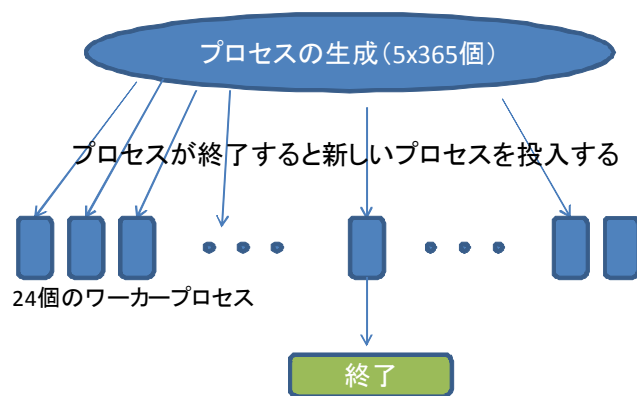 プロセスの生成（5x365個）
プロセスが終了すると新しいプロセスを投入する
24個のワーカープロセス
終了